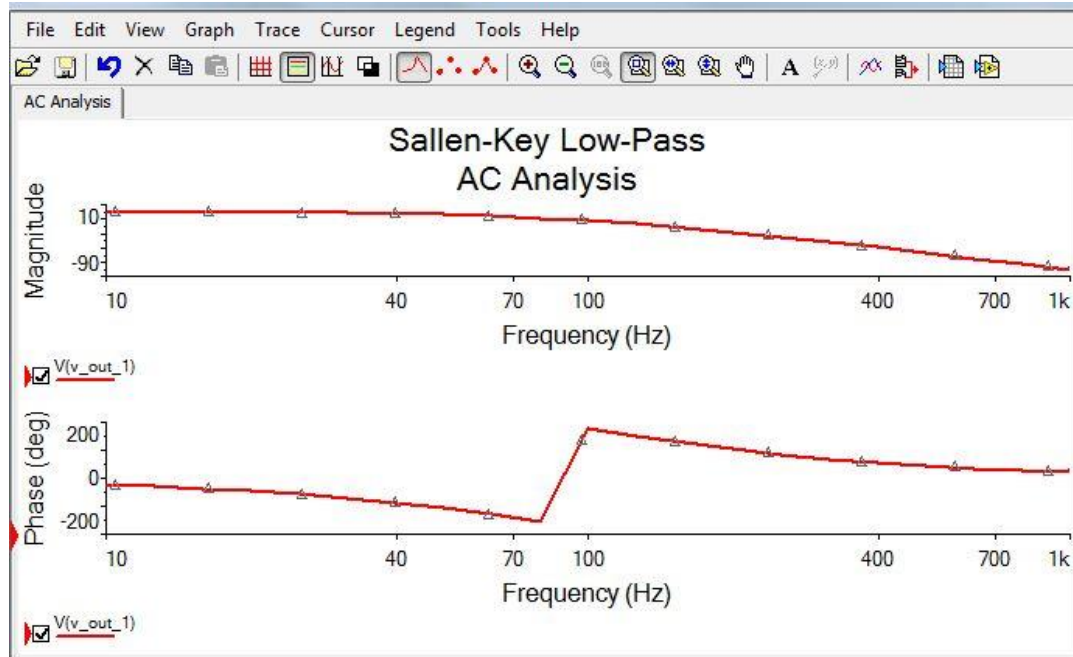 File Edit View Graph Trace Cursor Legend Tools Help
A
AC Analysis
Sallen-Key Low-Pass
AC Analysis
Magnitude
10
-90
10 40 70 100 400 700 1k
Frequency (Hz)
V(v_out_1)
Phase (deg)
200
0
-200
10 40 70 100 400 700 1k
Frequency (Hz)
V(v_out_1)